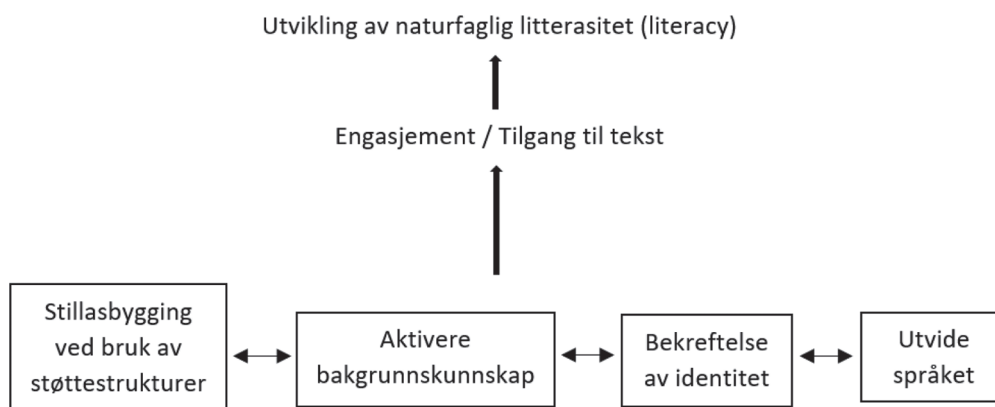 Utvikling av naturfaglig litterasitet (literacy)
Engasjement / Tilgang til tekst
Stillasbygging
ved bruk av
støttestrukturer
Aktivere
bakgrunnskunnskap
Bekreftelse
av identitet
Utvide
språket